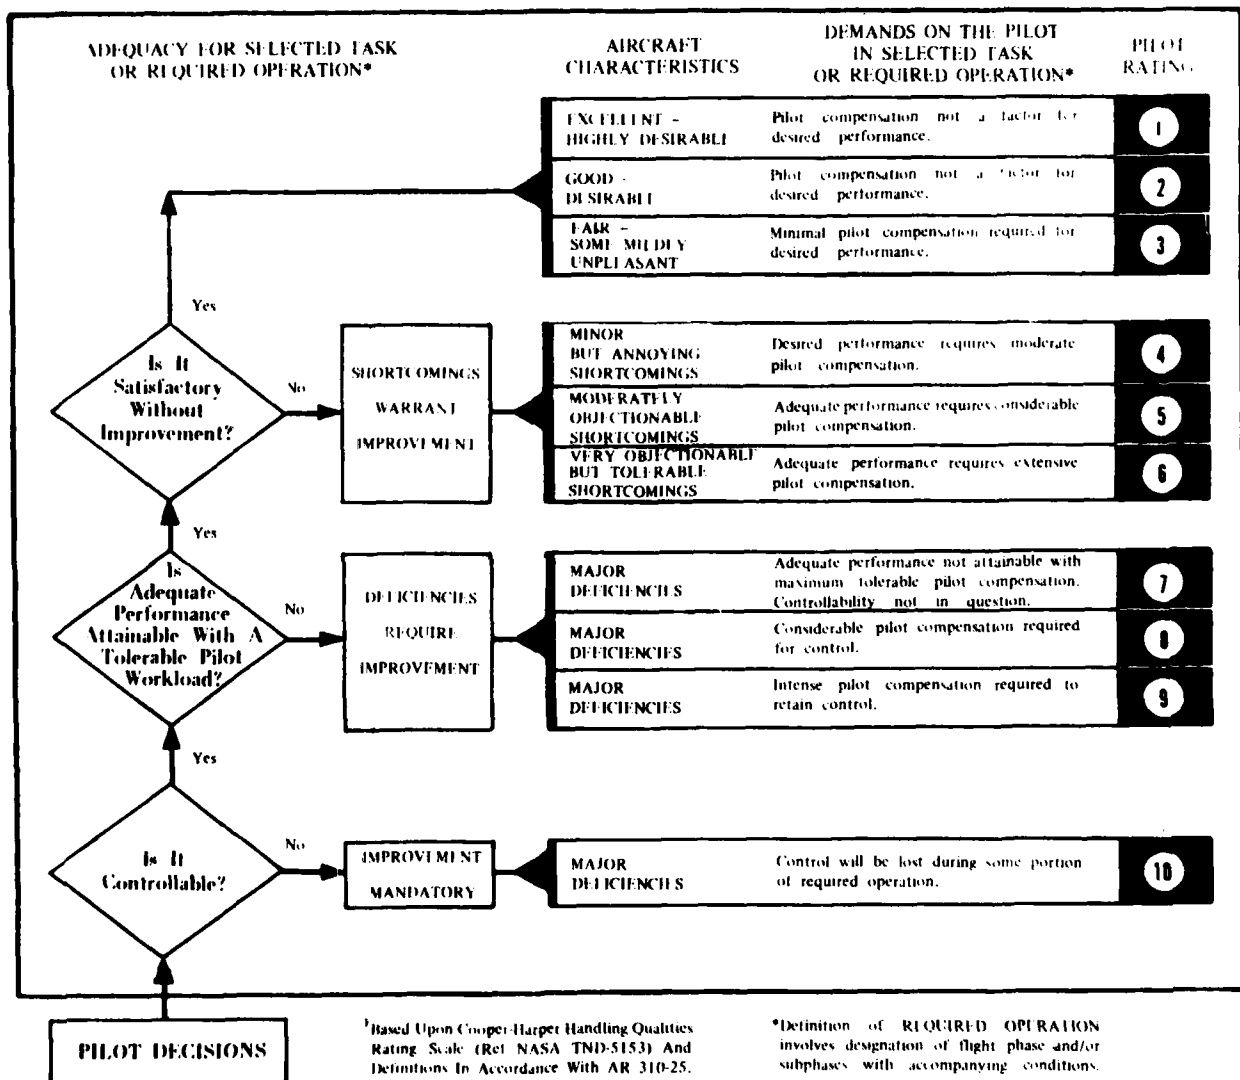 ADEQUACY FOR SELECTED TASK
OR REQUIRED OPERATION*
AIRCRAFT
CHARACTERISTICS
DEMANDS ON THE PILOT
IN SELECTED TASK
OR REQUIRED OPERATION*
PILOT
RATING
EXCELLENT -
HIGHLY DESIRABLE
Pilot compensation not a factor for
desired performance.
1
GOOD -
DESIRABLE
Pilot compensation not a factor for
desired performance.
2
FAIR -
SOME MILDLY
UNPLEASANT
Minimal pilot compensation required for
desired performance.
3
Yes
Is It
Satisfactory
Without
Improvement?
No
SHORTCOMINGS
WARRANT
IMPROVEMENT
MINOR
BUT ANNOYING
SHORTCOMINGS
Desired performance requires moderate
pilot compensation.
4
MODERATELY
OBJECTIONABLE
SHORTCOMINGS
Adequate performance requires considerable
pilot compensation.
5
VERY OBJECTIONABLE
BUT TOLERABLE
SHORTCOMINGS
Adequate performance requires extensive
pilot compensation.
6
Yes
Is
Adequate
Performance
Attainable With A
Tolerable Pilot
Workload?
No
DEFICIENCIES
REQUIRE
IMPROVEMENT
MAJOR
DEFICIENCIES
Adequate performance not attainable with
maximum tolerable pilot compensation.
Controllability not in question.
7
MAJOR
DEFICIENCIES
Considerable pilot compensation required
for control.
8
MAJOR
DEFICIENCIES
Intense pilot compensation required to
retain control.
9
Yes
Is It
Controllable?
No
IMPROVEMENT
MANDATORY
MAJOR
DEFICIENCIES
Control will be lost during some portion
of required operation.
10
PILOT DECISIONS
Based Upon Cooper-Harper Handling Qualities
Rating Scale (Ref NASA TND-5153) And
Definitions In Accordance With AR 310-25.
*Definition of REQUIRED OPERATION
involves designation of flight phase and/or
subphases with accompanying conditions.